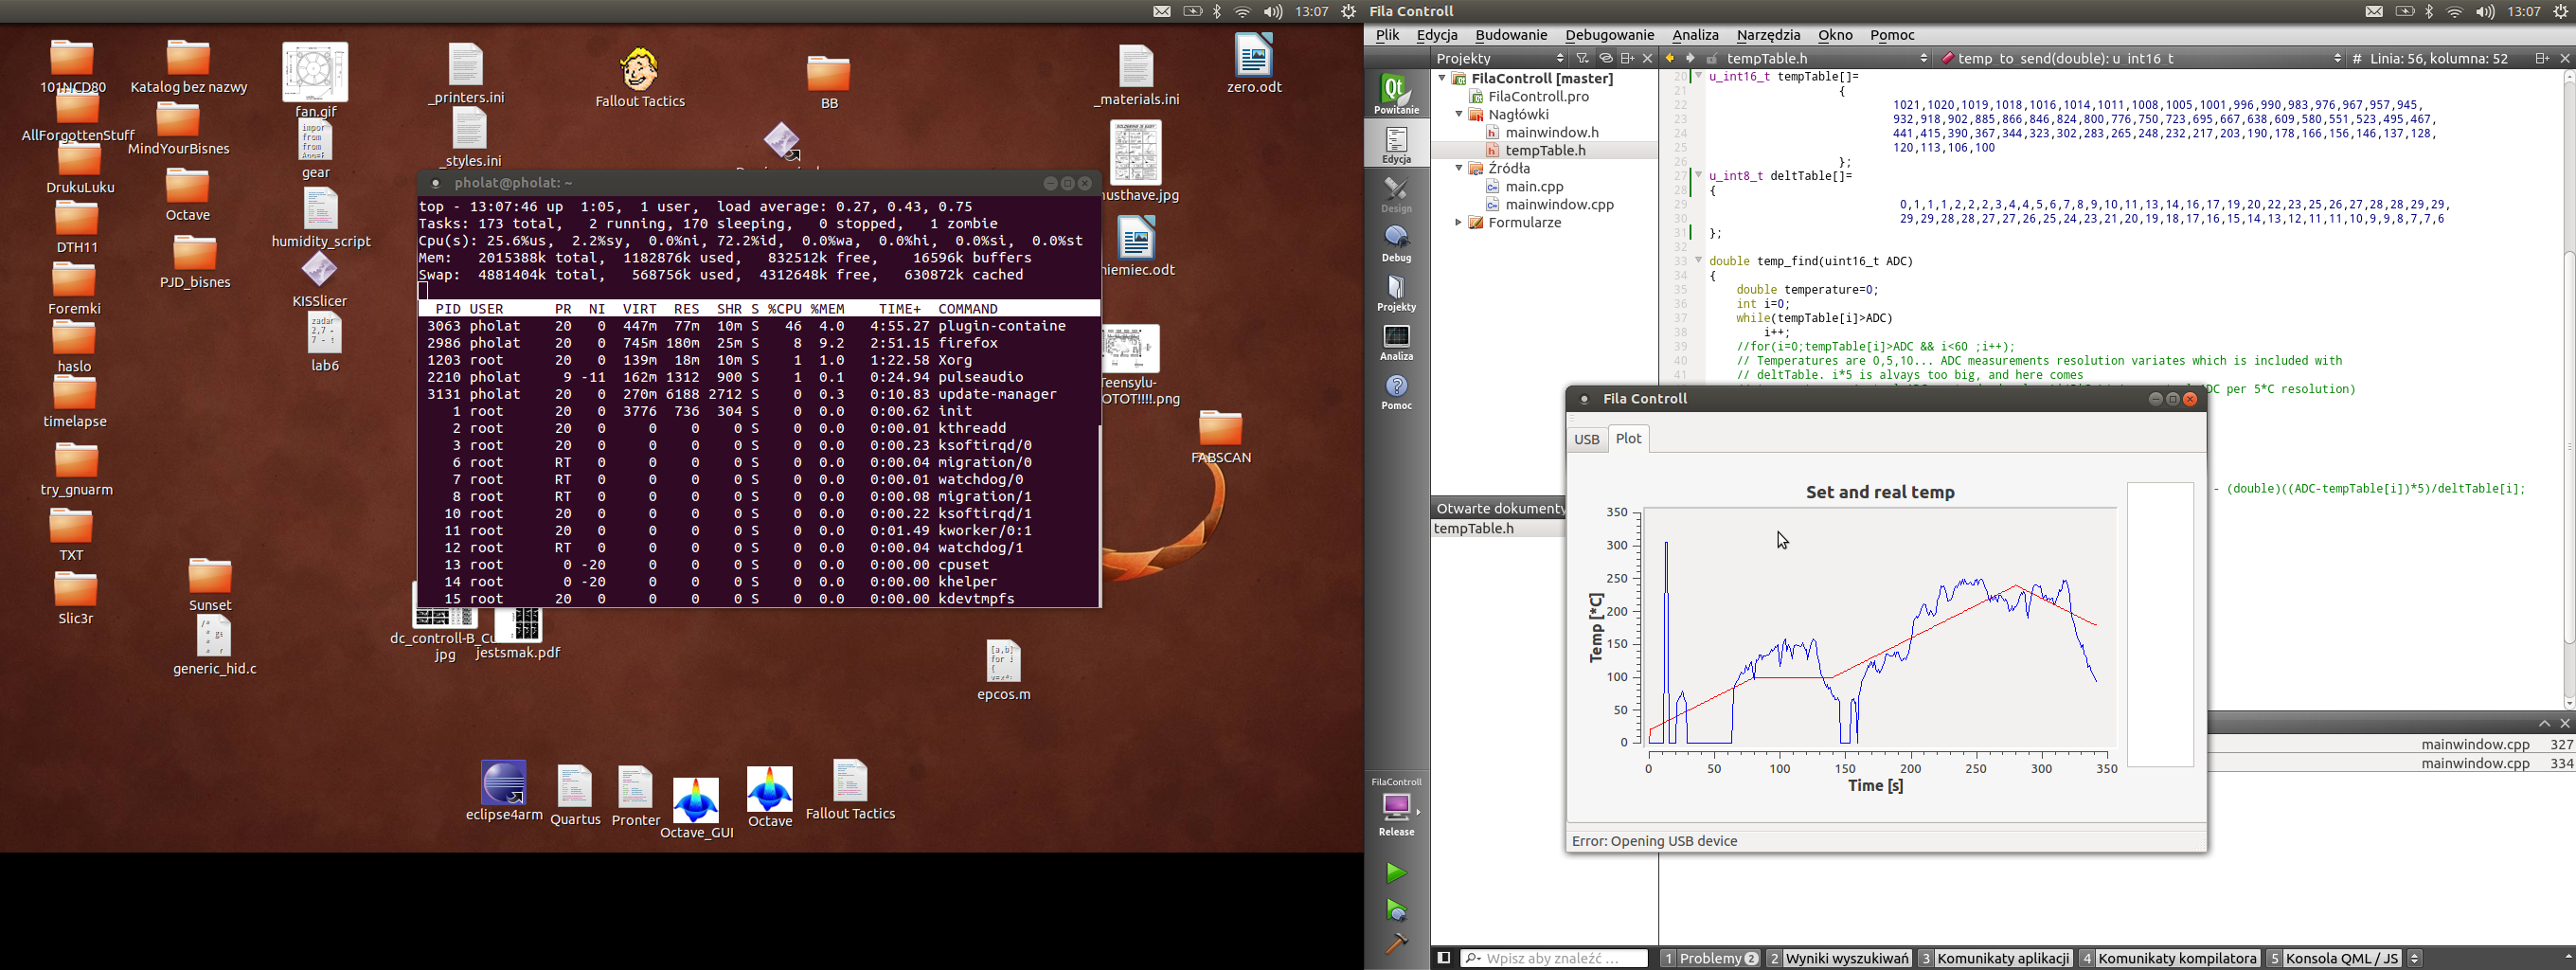 13:07
101NCD80
Katalog bez nazwy
fan.gif
_printers.ini
Fallout Tactics
BB
_materials.ini
zero.odt
AllForgottenStuff
MindYourBisnes
gear
_styles.ini
DrukuLuku
Octave
musthave.jpg
DTH11
humidity_script
niemiec.odt
PJD_bisnes
Foremki
KISSlicer
haslo
lab6
Teensylu-
OTOT!!!!.png
timelapse
FABSCAN
try_gnuarm
TXT
Slic3r
Sunset
generic_hid.c
dc_controll-B_Cu
jpg
jestsmak.pdf
epcos.m
eclipse4arm
Quartus
Pronter
Octave_GUI
Octave
Fallout Tactics
pholat@pholat: ~
top - 13:07:46 up  1:05,  1 user,  load average: 0.27, 0.43, 0.75
Tasks: 173 total,   2 running, 170 sleeping,   0 stopped,   1 zombie
Cpu(s): 25.6%us,  2.2%sy,  0.0%ni, 72.2%id,  0.0%wa,  0.0%hi,  0.0%si,  0.0%st
Mem:   2015388k total,  1182876k used,   832512k free,    16596k buffers
Swap:  4881404k total,   568756k used,  4312648k free,   630872k cached
PID USER      PR  NI  VIRT  RES  SHR S %CPU %MEM    TIME+  COMMAND
3063 pholat    20   0  447m  77m  10m S   46  4.0   4:55.27 plugin-containe
2986 pholat    20   0  745m 180m  25m S    8  9.2   2:51.15 firefox
1203 root      20   0  139m  18m  10m S    1  1.0   1:22.58 Xorg
2210 pholat     9 -11  162m 1312  900 S    1  0.1   0:24.94 pulseaudio
3131 pholat    20   0  270m 6188 2712 S    0  0.3   0:10.83 update-manager
1 root      20   0  3776  736  304 S    0  0.0   0:00.62 init
2 root      20   0     0    0    0 S    0  0.0   0:00.01 kthreadd
3 root      20   0     0    0    0 S    0  0.0   0:00.23 ksoftirqd/0
6 root      RT   0     0    0    0 S    0  0.0   0:00.04 migration/0
7 root      RT   0     0    0    0 S    0  0.0   0:00.01 watchdog/0
8 root      RT   0     0    0    0 S    0  0.0   0:00.08 migration/1
10 root      20   0     0    0    0 S    0  0.0   0:00.22 ksoftirqd/1
11 root      20   0     0    0    0 S    0  0.0   0:01.49 kworker/0:1
12 root      RT   0     0    0    0 S    0  0.0   0:00.04 watchdog/1
13 root       0 -20     0    0    0 S    0  0.0   0:00.00 cpuset
14 root       0 -20     0    0    0 S    0  0.0   0:00.00 khelper
15 root      20   0     0    0    0 S    0  0.0   0:00.00 kdevtmpfs
Fila Controll
13:07
Plik Edycja Budowanie Debugowanie Analiza Narzędzia Okno Pomoc
Projekty
tempTable.h
temp_to_send(double): u_int16_t
# Linia: 56, kolumna: 52
Powitanie
Edycja
Design
Debug
Projekty
Analiza
Pomoc
FilaControll
Release
FilaControll [master]
FilaControll.pro
Nagłówki
mainwindow.h
tempTable.h
Źródła
main.cpp
mainwindow.cpp
Formularze
Otwarte dokumenty
tempTable.h
20 u_int16_t tempTable[]=
21 {
22 1021,1020,1019,1018,1016,1014,1011,1008,1005,1001,996,990,983,976,967,957,945,
23 932,918,902,885,866,846,824,800,776,750,723,695,667,638,609,580,551,523,495,467,
24 441,415,390,367,344,323,302,283,265,248,232,217,203,190,178,166,156,146,137,128,
25 120,113,106,100
26 };
27 u_int8_t deltTable[]=
28 {
29 0,1,1,1,2,2,2,3,4,4,5,6,7,8,9,10,11,13,14,16,17,19,20,22,23,25,26,27,28,28,29,29,
30 29,29,28,28,27,27,26,25,24,23,21,20,19,18,17,16,15,14,13,12,11,11,10,9,9,8,7,7,6
31 };
32
33 double temp_find(uint16_t ADC)
34 {
35 double temperature=0;
36 int i=0;
37 while(tempTable[i]>ADC)
38 i++;
39 //for(i=0;tempTable[i]>ADC && i<60 ;i++);
40 // Temperatures are 0,5,10... ADC measurements resolution variates which is included with
41 // deltTable. i*5 is alvays too big, and here comes
DC per 5*C resolution)
- (double)((ADC-tempTable[i])*5)/deltTable[i];
Fila Controll
USB
Plot
Set and real temp
Temp [*C]
350
300
250
200
150
100
50
0
0 50 100 150 200 250 300 350
Time [s]
Error: Opening USB device
mainwindow.cpp 327
mainwindow.cpp 334
Wpisz aby znaleźć ...
1 Problemy 2
2 Wyniki wyszukiwań
3 Komunikaty aplikacji
4 Komunikaty kompilatora
5 Konsola QML / JS